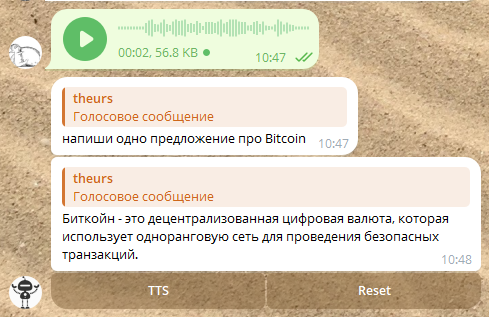 00:02, 56.8 KB
10:47
theurs
Голосовое сообщение
напиши одно предложение про Bitcoin
10:47
theurs
Голосовое сообщение
Биткойн - это децентрализованная цифровая валюта, которая
использует одноранговую сеть для проведения безопасных
транзакций.
10:48
TTS
Reset